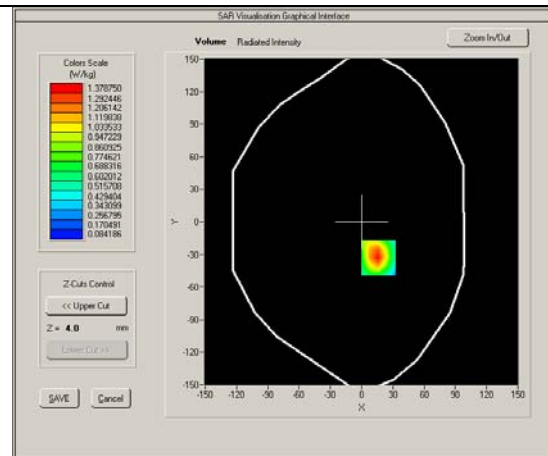 SAR Visualisation Graphical Interface
Volume Radiated Intensity
Zoom In/Out
Colors Scale
(W/kg)
1.378750
1.292446
1.206142
1.119838
1.033533
0.947229
0.860925
0.774621
0.688316
0.602012
0.515708
0.429404
0.343099
0.256795
0.170491
0.084186
Z-Cuts Control
<< Upper Cut
Z = 4.0 mm
Lower Cut >>
SAVE Cancel
150
120
90
60
30
0
-30
-60
-90
-120
-150
Y
-150 -120 -90 -60 -30 0 30 60 90 120 150
X